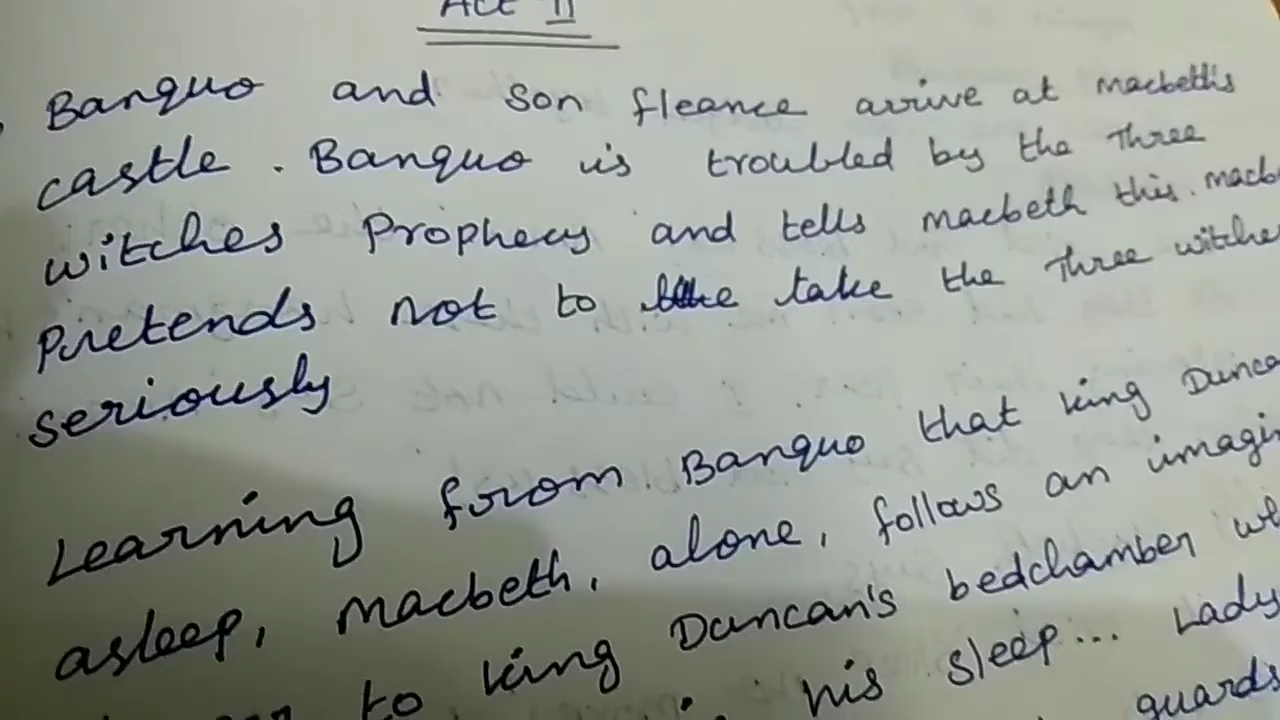 ACT II
Banquo and son fleance arrive at macbeth's
castle. Banquo is troubled by the Three
witches Prophecy and tells macbeth this. macb
Pretends not to take the Three witche
seriously
Learning from Banquo that king Dunca
asleep, macbeth, alone, follows an imagin
to king Duncan's bedchamber wh
his sleep... Lady
guards